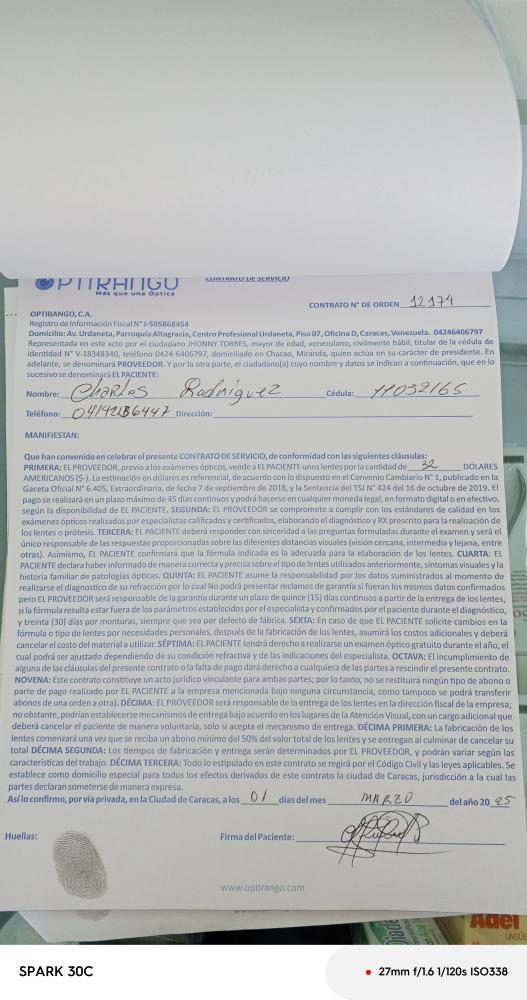 OPTIRANGO
Más que una Óptica
CONTRATO DE SERVICIO
CONTRATO N° DE ORDEN 12174
OPTIRANGO, C.A.
Registro de Información Fiscal N° J-505868454
Domicilio: Av. Urdaneta, Parroquia Altagracia, Centro Profesional Urdaneta, Piso 07, Oficina D, Caracas, Venezuela. 04246406797
Representada en este acto por el ciudadano JHONNY TORRES, mayor de edad, venezolano, civilmente hábil, titular de la cédula de
identidad N° V-18348340, teléfono 0424-6406797, domiciliado en Chacao, Miranda, quien actúa en su carácter de presidente. En
adelante, se denominará PROVEEDOR. Y por la otra parte, el ciudadano(a) cuyo nombre y datos se indican a continuación, que en lo
sucesivo se denominará EL PACIENTE:
Nombre: Charles Rodriguez Cédula: 11032165
Teléfono: Dirección:
MANIFIESTAN:
Que han convenido en celebrar el presente CONTRATO DE SERVICIO, de conformidad con las siguientes cláusulas:
PRIMERA: EL PROVEEDOR, previo a los exámenes ópticos, vende a EL PACIENTE unos lentes por la cantidad de 32 DÓLARES
AMERICANOS ($-). La estimación en dólares es referencial, de acuerdo con lo dispuesto en el Convenio Cambiario N° 1, publicado en la
Gaceta Oficial N° 6.405, Extraordinaria, de fecha 7 de septiembre de 2018, y la Sentencia del TSJ N° 424 del 16 de octubre de 2019. El
pago se realizará en un plazo máximo de 45 días continuos y podrá hacerse en cualquier moneda legal, en formato digital o en efectivo,
según la disponibilidad de EL PACIENTE. SEGUNDA: EL PROVEEDOR se compromete a cumplir con los estándares de calidad en los
exámenes ópticos realizados por especialistas calificados y certificados, elaborando el diagnóstico y RX prescrito para la realización de
los lentes o prótesis. TERCERA: EL PACIENTE deberá responder con sinceridad a las preguntas formuladas durante el examen y será el
único responsable de las respuestas proporcionadas sobre las diferentes distancias visuales (visión cercana, intermedia y lejana, entre
otras). Asimismo, EL PACIENTE confirmará que la fórmula indicada es la adecuada para la elaboración de los lentes. CUARTA: EL
PACIENTE declara haber informado de manera correcta y precisa sobre el tipo de lentes utilizados anteriormente, síntomas visuales y la
historia familiar de patologías ópticas. QUINTA: EL PACIENTE asume la responsabilidad por los datos suministrados al momento de
realizarse el diagnostico de su refracción por lo cual No podrá presentar reclamos de garantía si fueran los mismos datos confirmados
pero EL PROVEEDOR será responsable de la garantía durante un plazo de quince (15) días continuos a partir de la entrega de los lentes,
si la fórmula resulta estar fuera de los parámetros establecidos por el especialista y confirmados por el paciente durante el diagnóstico,
y treinta (30) días por monturas, siempre que sea por defecto de fábrica. SEXTA: En caso de que EL PACIENTE solicite cambios en la
fórmula o tipo de lentes por necesidades personales, después de la fabricación de los lentes, asumirá los costos adicionales y deberá
cancelar el costo del material a utilizar. SÉPTIMA: EL PACIENTE tendrá derecho a realizarse un examen óptico gratuito durante el año, el
cual podrá ser ajustado dependiendo de su condición refractiva y de las indicaciones del especialista. OCTAVA: El incumplimiento de
alguna de las cláusulas del presente contrato o la falta de pago dará derecho a cualquiera de las partes a rescindir el presente contrato.
NOVENA: Este contrato constituye un acto jurídico vinculante para ambas partes; por lo tanto, no se restituirá ningún tipo de abono o
parte de pago realizado por EL PACIENTE a la empresa mencionada bajo ninguna circunstancia, como tampoco se podrá transferir
abonos de una orden a otra). DÉCIMA: EL PROVEEDOR será responsable de la entrega de los lentes en la dirección fiscal de la empresa;
no obstante, podrían establecerse mecanismos de entrega bajo acuerdo en los lugares de la Atención Visual, con un cargo adicional que
deberá cancelar el paciente de manera voluntaria, solo si acepta el mecanismo de entrega. DÉCIMA PRIMERA: La fabricación de los
lentes comenzará una vez que se reciba un abono mínimo del 50% del valor total de los lentes y se entregan al culminar de cancelar su
total DÉCIMA SEGUNDA: Los tiempos de fabricación y entrega serán determinados por EL PROVEEDOR, y podrán variar según las
características del trabajo. DÉCIMA TERCERA: Todo lo estipulado en este contrato se regirá por el Código Civil y las leyes aplicables. Se
establece como domicilio especial para todos los efectos derivados de este contrato la ciudad de Caracas, jurisdicción a la cual las
partes declaran someterse de manera expresa.
Así lo confirmo, por vía privada, en la Ciudad de Caracas, a los 01 días del mes MARZO del año 2025
Huellas: Firma del Paciente:
www.optirango.com
SPARK 30C
27mm f/1.6 1/120s ISO338